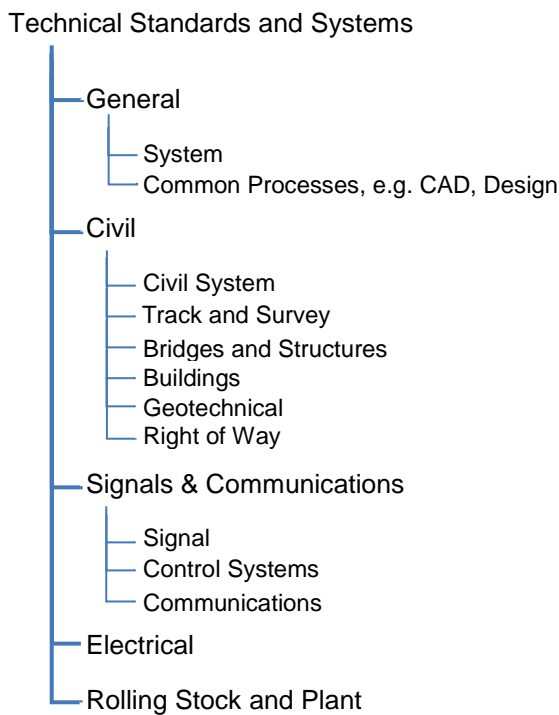 Technical Standards and Systems
General
System
Common Processes, e.g. CAD, Design
Civil
Civil System
Track and Survey
Bridges and Structures
Buildings
Geotechnical
Right of Way
Signals & Communications
Signal
Control Systems
Communications
Electrical
Rolling Stock and Plant